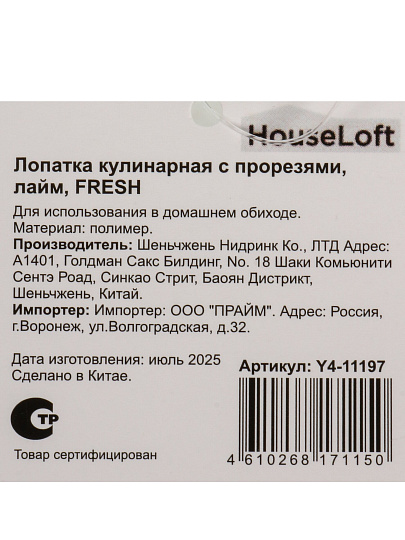 HouseLoft
Лопатка кулинарная с прорезями,
лайм, FRESH
Для использования в домашнем обиходе.
Материал: полимер.
Производитель: Шеньчжень Нидринк Ко., ЛТД Адрес:
А1401, Голдман Сакс Билдинг, No. 18 Шаки Комьюнити
Сентэ Роад, Синкао Стрит, Баоян Дистрикт,
Шеньчжень, Китай.
Импортер: Импортер: ООО "ПРАЙМ". Адрес: Россия,
г.Воронеж, ул.Волгоградская, д.32.
Дата изготовления: июль 2025
Сделано в Китае.
Артикул: Y4-11197
СТР
Товар сертифицирован
4 610268 171150